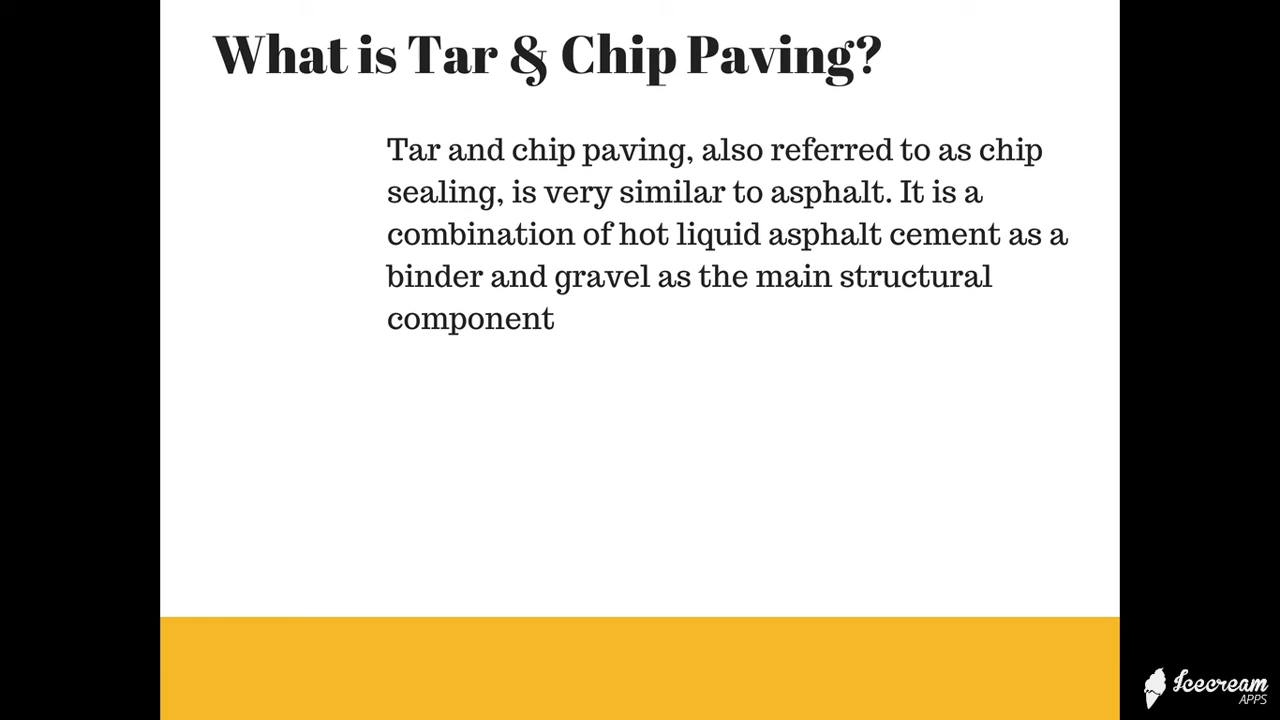 What is Tar & Chip Paving?
Tar and chip paving, also referred to as chip
sealing, is very similar to asphalt. It is a
combination of hot liquid asphalt cement as a
binder and gravel as the main structural
component
Icecream
APPS